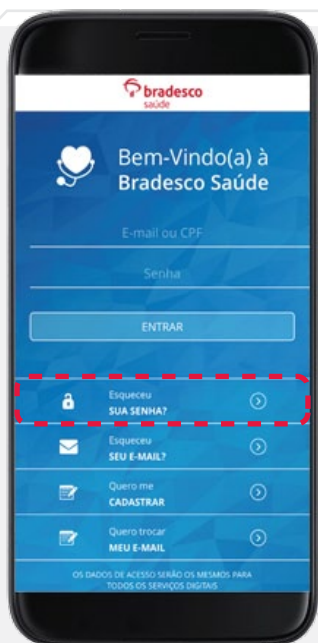 bradesco
saúde
Bem-Vindo(a) à
Bradesco Saúde
E-mail ou CPF
Senha
ENTRAR
Esqueceu
SUA SENHA?
Esqueceu
SEU E-MAIL?
Quero me
CADASTRAR
Quero trocar
MEU E-MAIL
OS DADOS DE ACESSO SERÃO OS MESMOS PARA
TODOS OS SERVIÇOS DIGITAIS